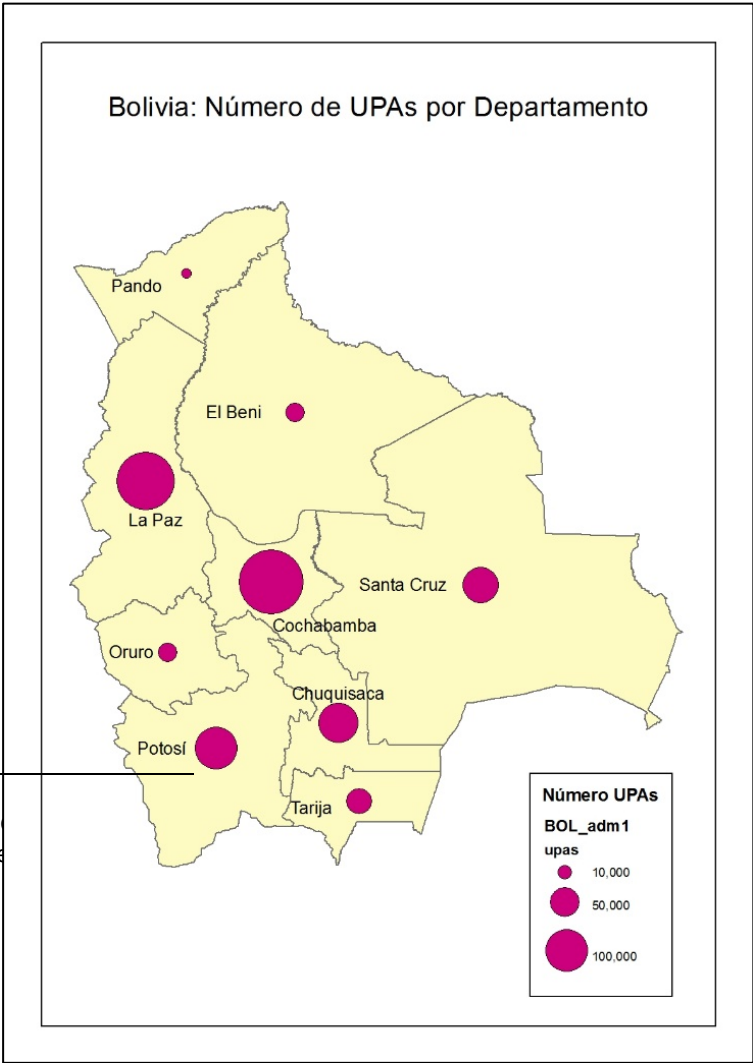 Bolivia: Número de UPAs por Departamento
Pando
El Beni
La Paz
Santa Cruz
Cochabamba
Oruro
Chuquisaca
Potosí
Tarija
Número UPAs
BOL_adm1
upas
10,000
50,000
100,000